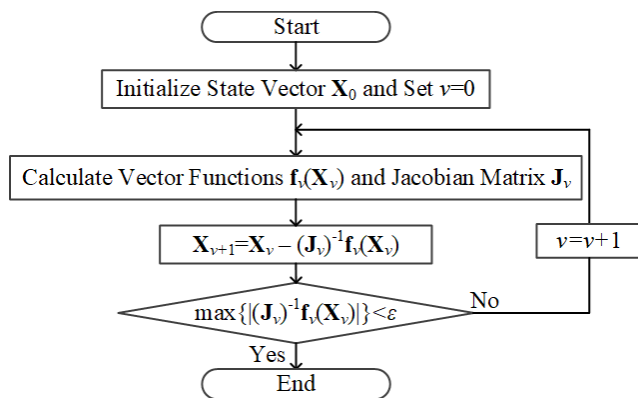 Start
Initialize State Vector X₀ and Set v=0
Calculate Vector Functions fᵥ(Xᵥ) and Jacobian Matrix Jᵥ
Xᵥ₊₁=Xᵥ – (Jᵥ)⁻¹fᵥ(Xᵥ)
v=v+1
max{|(Jᵥ)⁻¹fᵥ(Xᵥ)|}<ε
No
Yes
End